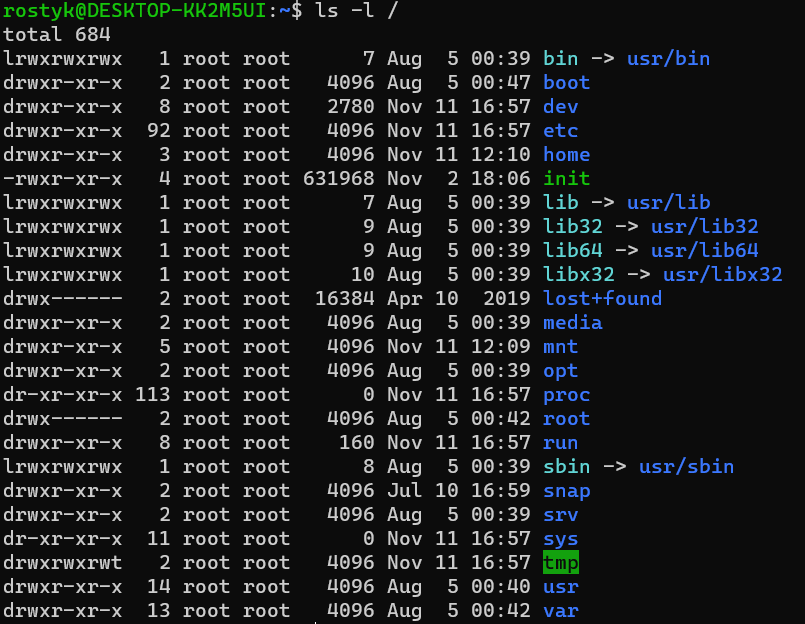 rostyk@DESKTOP-KK2M5UI:~$ ls -l /
total 684
lrwxrwxrwx   1 root root      7 Aug  5 00:39 bin -> usr/bin
drwxr-xr-x   2 root root   4096 Aug  5 00:47 boot
drwxr-xr-x   8 root root   2780 Nov 11 16:57 dev
drwxr-xr-x  92 root root   4096 Nov 11 16:57 etc
drwxr-xr-x   3 root root   4096 Nov 11 12:10 home
-rwxr-xr-x   4 root root 631968 Nov  2 18:06 init
lrwxrwxrwx   1 root root      7 Aug  5 00:39 lib -> usr/lib
lrwxrwxrwx   1 root root      9 Aug  5 00:39 lib32 -> usr/lib32
lrwxrwxrwx   1 root root      9 Aug  5 00:39 lib64 -> usr/lib64
lrwxrwxrwx   1 root root     10 Aug  5 00:39 libx32 -> usr/libx32
drwx------   2 root root  16384 Apr 10  2019 lost+found
drwxr-xr-x   2 root root   4096 Aug  5 00:39 media
drwxr-xr-x   5 root root   4096 Nov 11 12:09 mnt
drwxr-xr-x   2 root root   4096 Aug  5 00:39 opt
dr-xr-xr-x 113 root root      0 Nov 11 16:57 proc
drwx------   2 root root   4096 Aug  5 00:42 root
drwxr-xr-x   8 root root    160 Nov 11 16:57 run
lrwxrwxrwx   1 root root      8 Aug  5 00:39 sbin -> usr/sbin
drwxr-xr-x   2 root root   4096 Jul 10 16:59 snap
drwxr-xr-x   2 root root   4096 Aug  5 00:39 srv
dr-xr-xr-x  11 root root      0 Nov 11 16:57 sys
drwxrwxrwt   2 root root   4096 Nov 11 16:57 tmp
drwxr-xr-x  14 root root   4096 Aug  5 00:40 usr
drwxr-xr-x  13 root root   4096 Aug  5 00:42 var